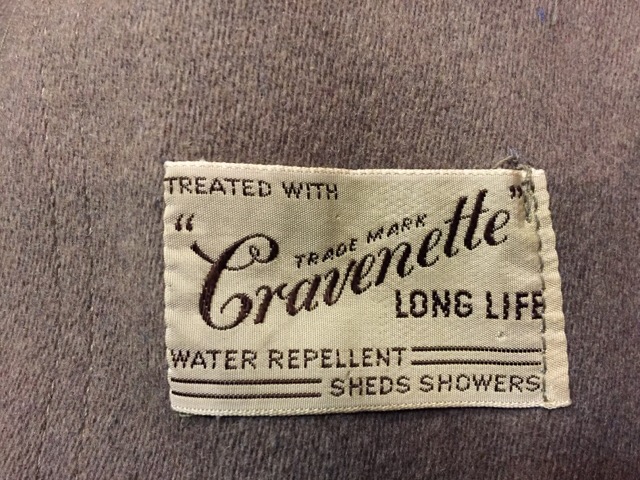 TREATED WITH
"Cravenette"
TRADE MARK
LONG LIFE
WATER REPELLENT
SHEDS SHOWERS